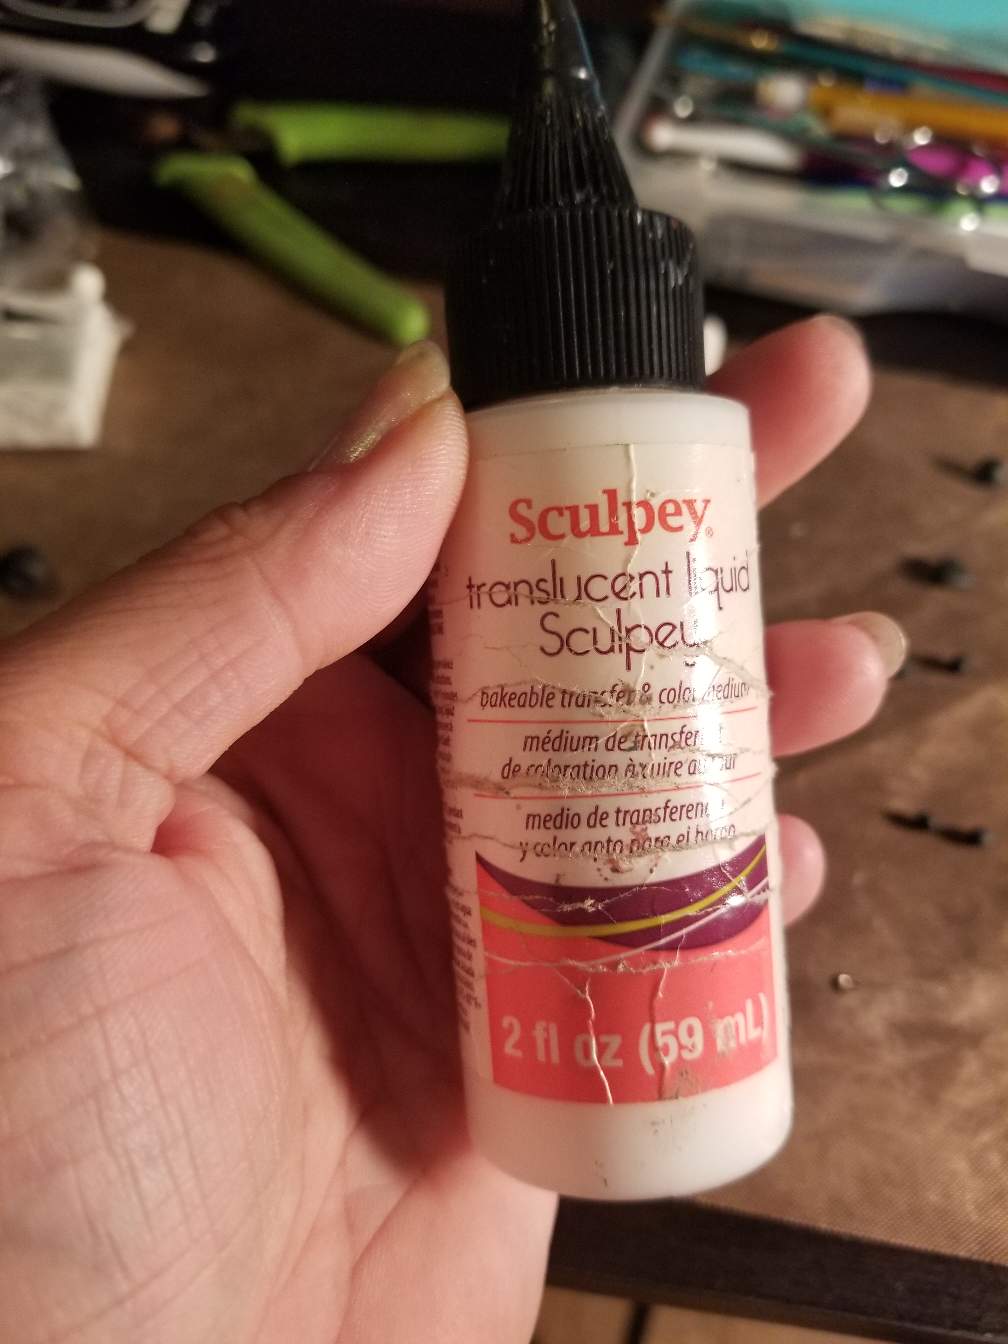 Sculpey®
translucent liquid
Sculpey
bakeable transfer & color medium
médium de transfert
de coloration à cuire au four
medio de transferencia
y color apto para el horno
2 fl oz (59 mL)